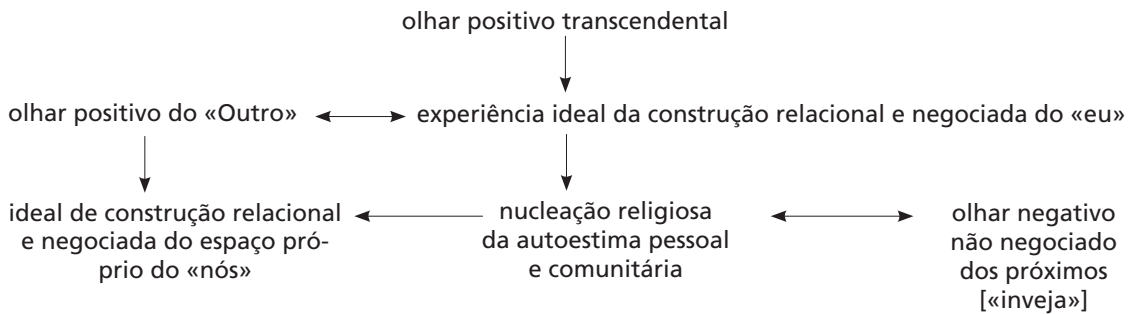 olhar positivo transcendental
olhar positivo do «Outro»
experiência ideal da construção relacional e negociada do «eu»
ideal de construção relacional
e negociada do espaço pró-
prio do «nós»
nucleação religiosa
da autoestima pessoal
e comunitária
olhar negativo
não negociado
dos próximos
[«inveja»]